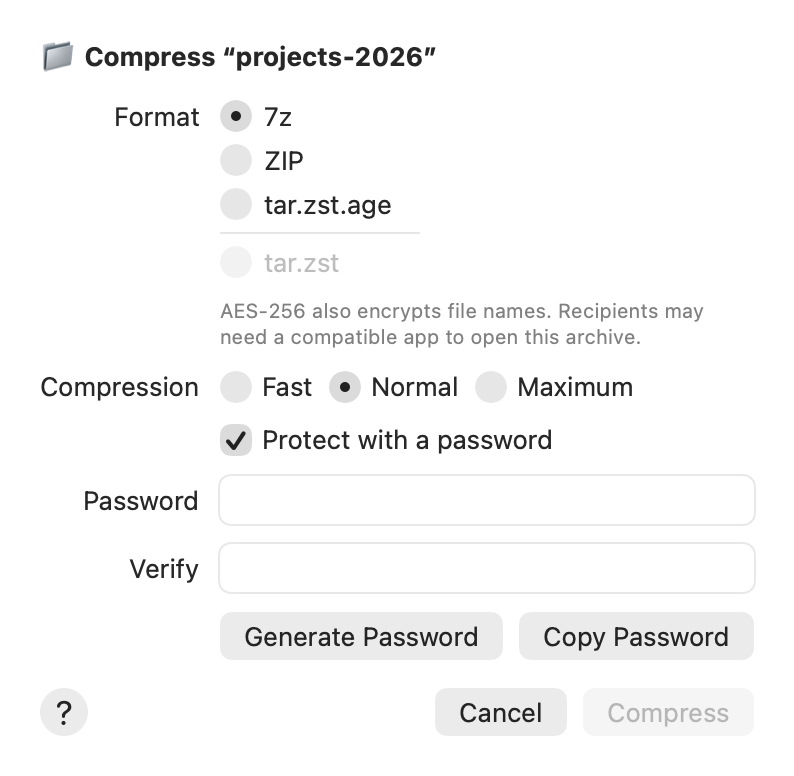 Compress “projects-2026”
Format
7z
ZIP
tar.zst.age
tar.zst
AES-256 also encrypts file names. Recipients may
need a compatible app to open this archive.
Compression Fast Normal Maximum
Protect with a password
Password
Verify
Generate Password Copy Password
? Cancel Compress